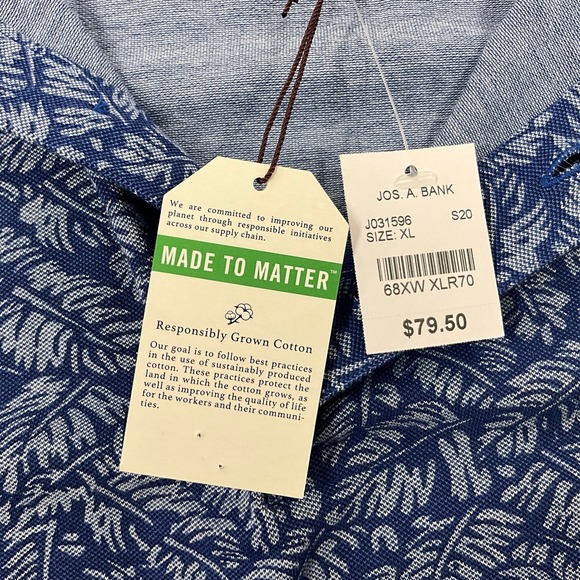 We are committed to improving our
planet through responsible initiatives
across our supply chain.
MADE TO MATTER™
Responsibly Grown Cotton
Our goal is to follow best practices
in the use of sustainably produced
cotton. These practices protect the
land in which the cotton grows, as
well as improving the quality of life
for the workers and their communi-
ties.
JOS. A. BANK
J031596 S20
SIZE: XL
68XW XLR70
$79.50